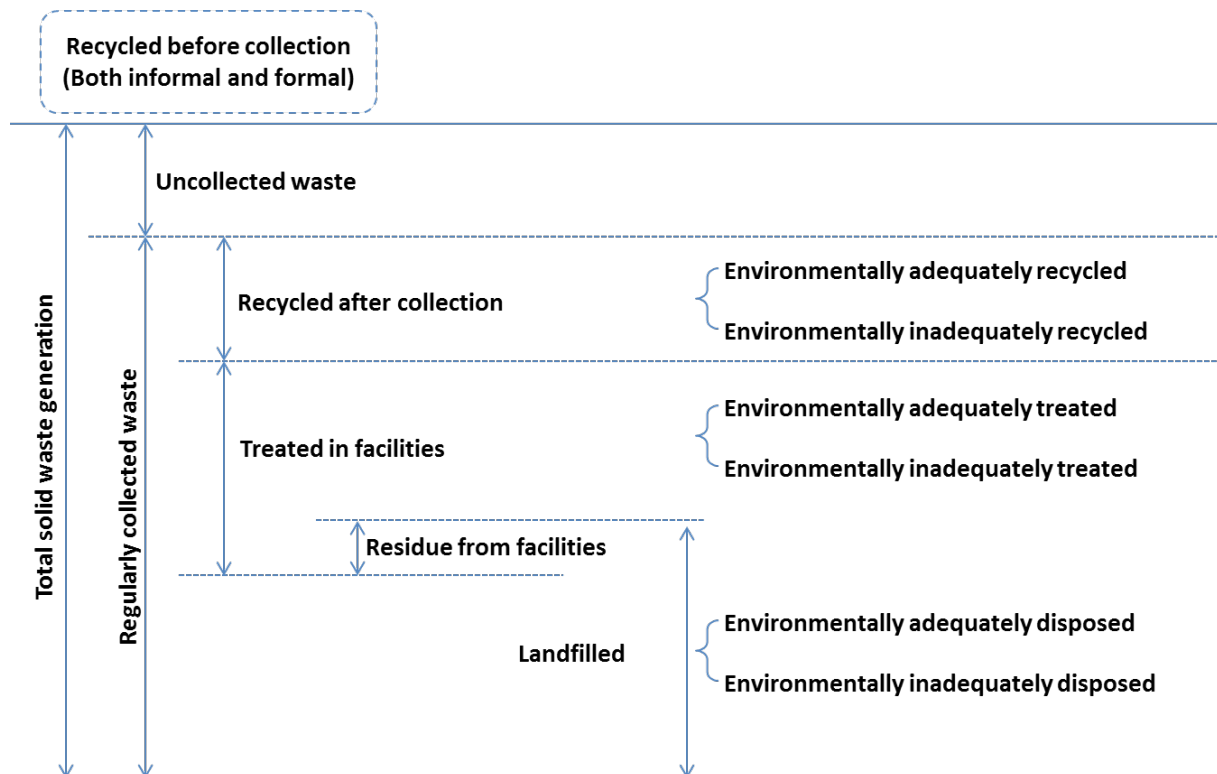 Recycled before collection
(Both informal and formal)
Uncollected waste
Total solid waste generation
Regularly collected waste
Recycled after collection
Environmentally adequately recycled
Environmentally inadequately recycled
Treated in facilities
Environmentally adequately treated
Environmentally inadequately treated
Residue from facilities
Landfilled
Environmentally adequately disposed
Environmentally inadequately disposed